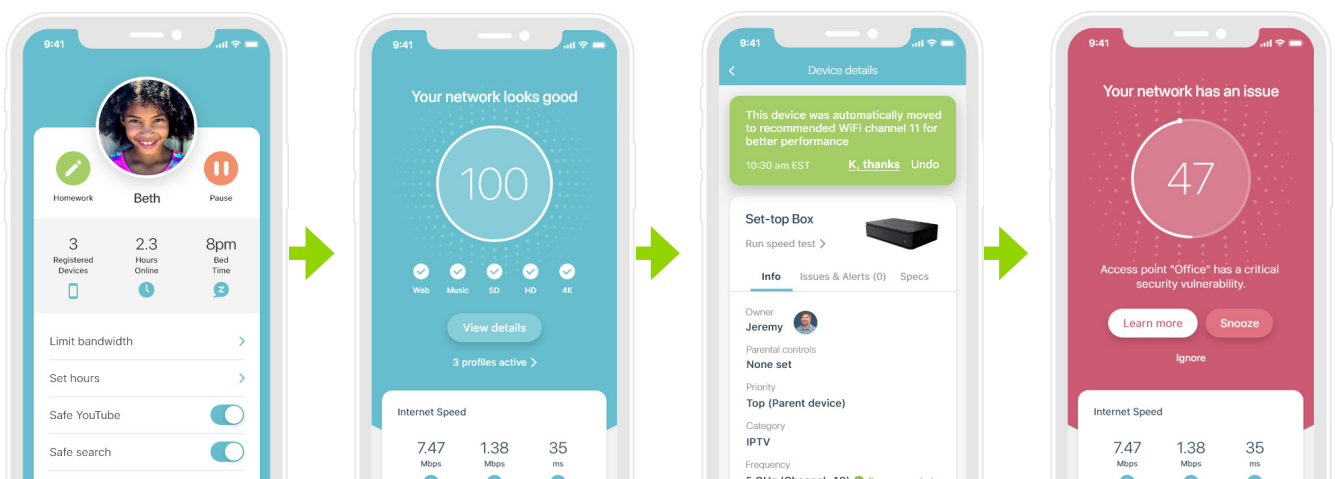 9:41
Homework
Beth
Pause
3
Registered
Devices
2.3
Hours
Online
8pm
Bed
Time
Limit bandwidth
Set hours
Safe YouTube
Safe search
9:41
Your network looks good
100
Web Music SD HD 4K
View details
3 profiles active >
Internet Speed
7.47 1.38 35
Mbps Mbps ms
9:41
Device details
This device was automatically moved
to recommended WiFi channel 11 for
better performance
10:30 am EST K, thanks Undo
Set-top Box
Run speed test >
Info Issues & Alerts (0) Specs
Owner
Jeremy
Parental controls
None set
Priority
Top (Parent device)
Category
IPTV
Frequency
9:41
Your network has an issue
47
Access point "Office" has a critical
security vulnerability.
Learn more Snooze
Ignore
Internet Speed
7.47 1.38 35
Mbps Mbps ms